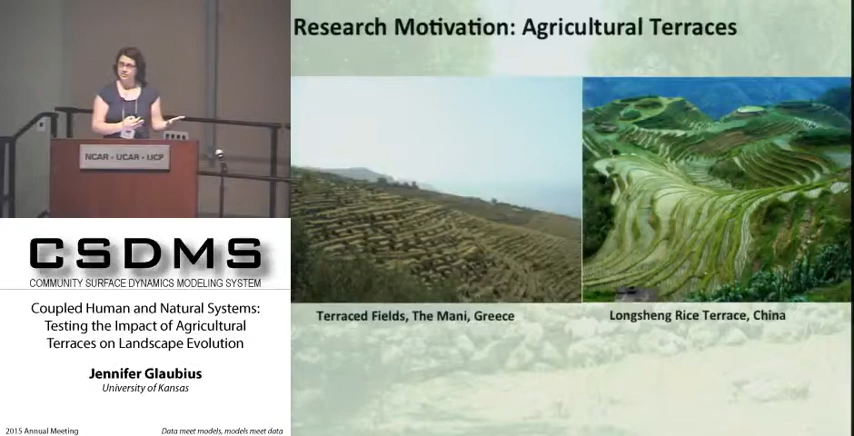 Research Motivation: Agricultural Terraces
NCAR - UCAR - UCP
CSDMS
COMMUNITY SURFACE DYNAMICS MODELING SYSTEM
Coupled Human and Natural Systems:
Testing the Impact of Agricultural
Terraces on Landscape Evolution
Jennifer Glaubius
University of Kansas
2015 Annual Meeting
Data meet models, models meet data
Terraced Fields, The Mani, Greece
Longsheng Rice Terrace, China